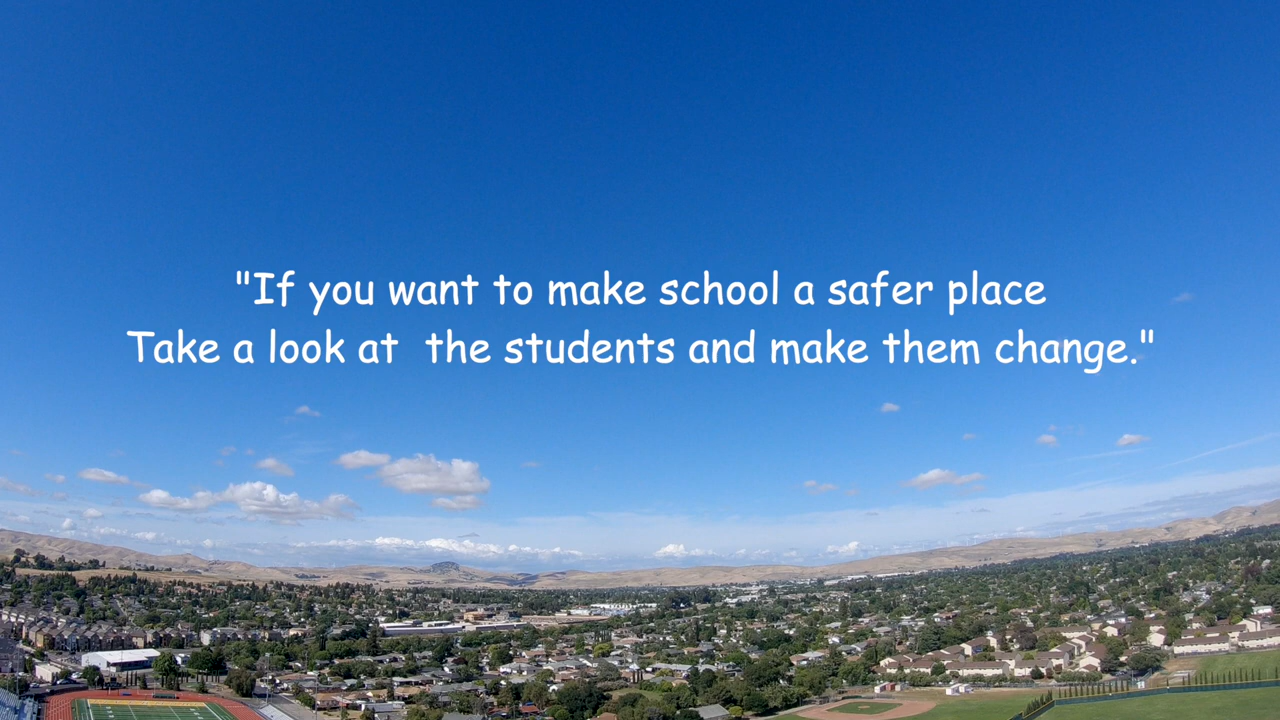 "If you want to make school a safer place
Take a look at  the students and make them change."